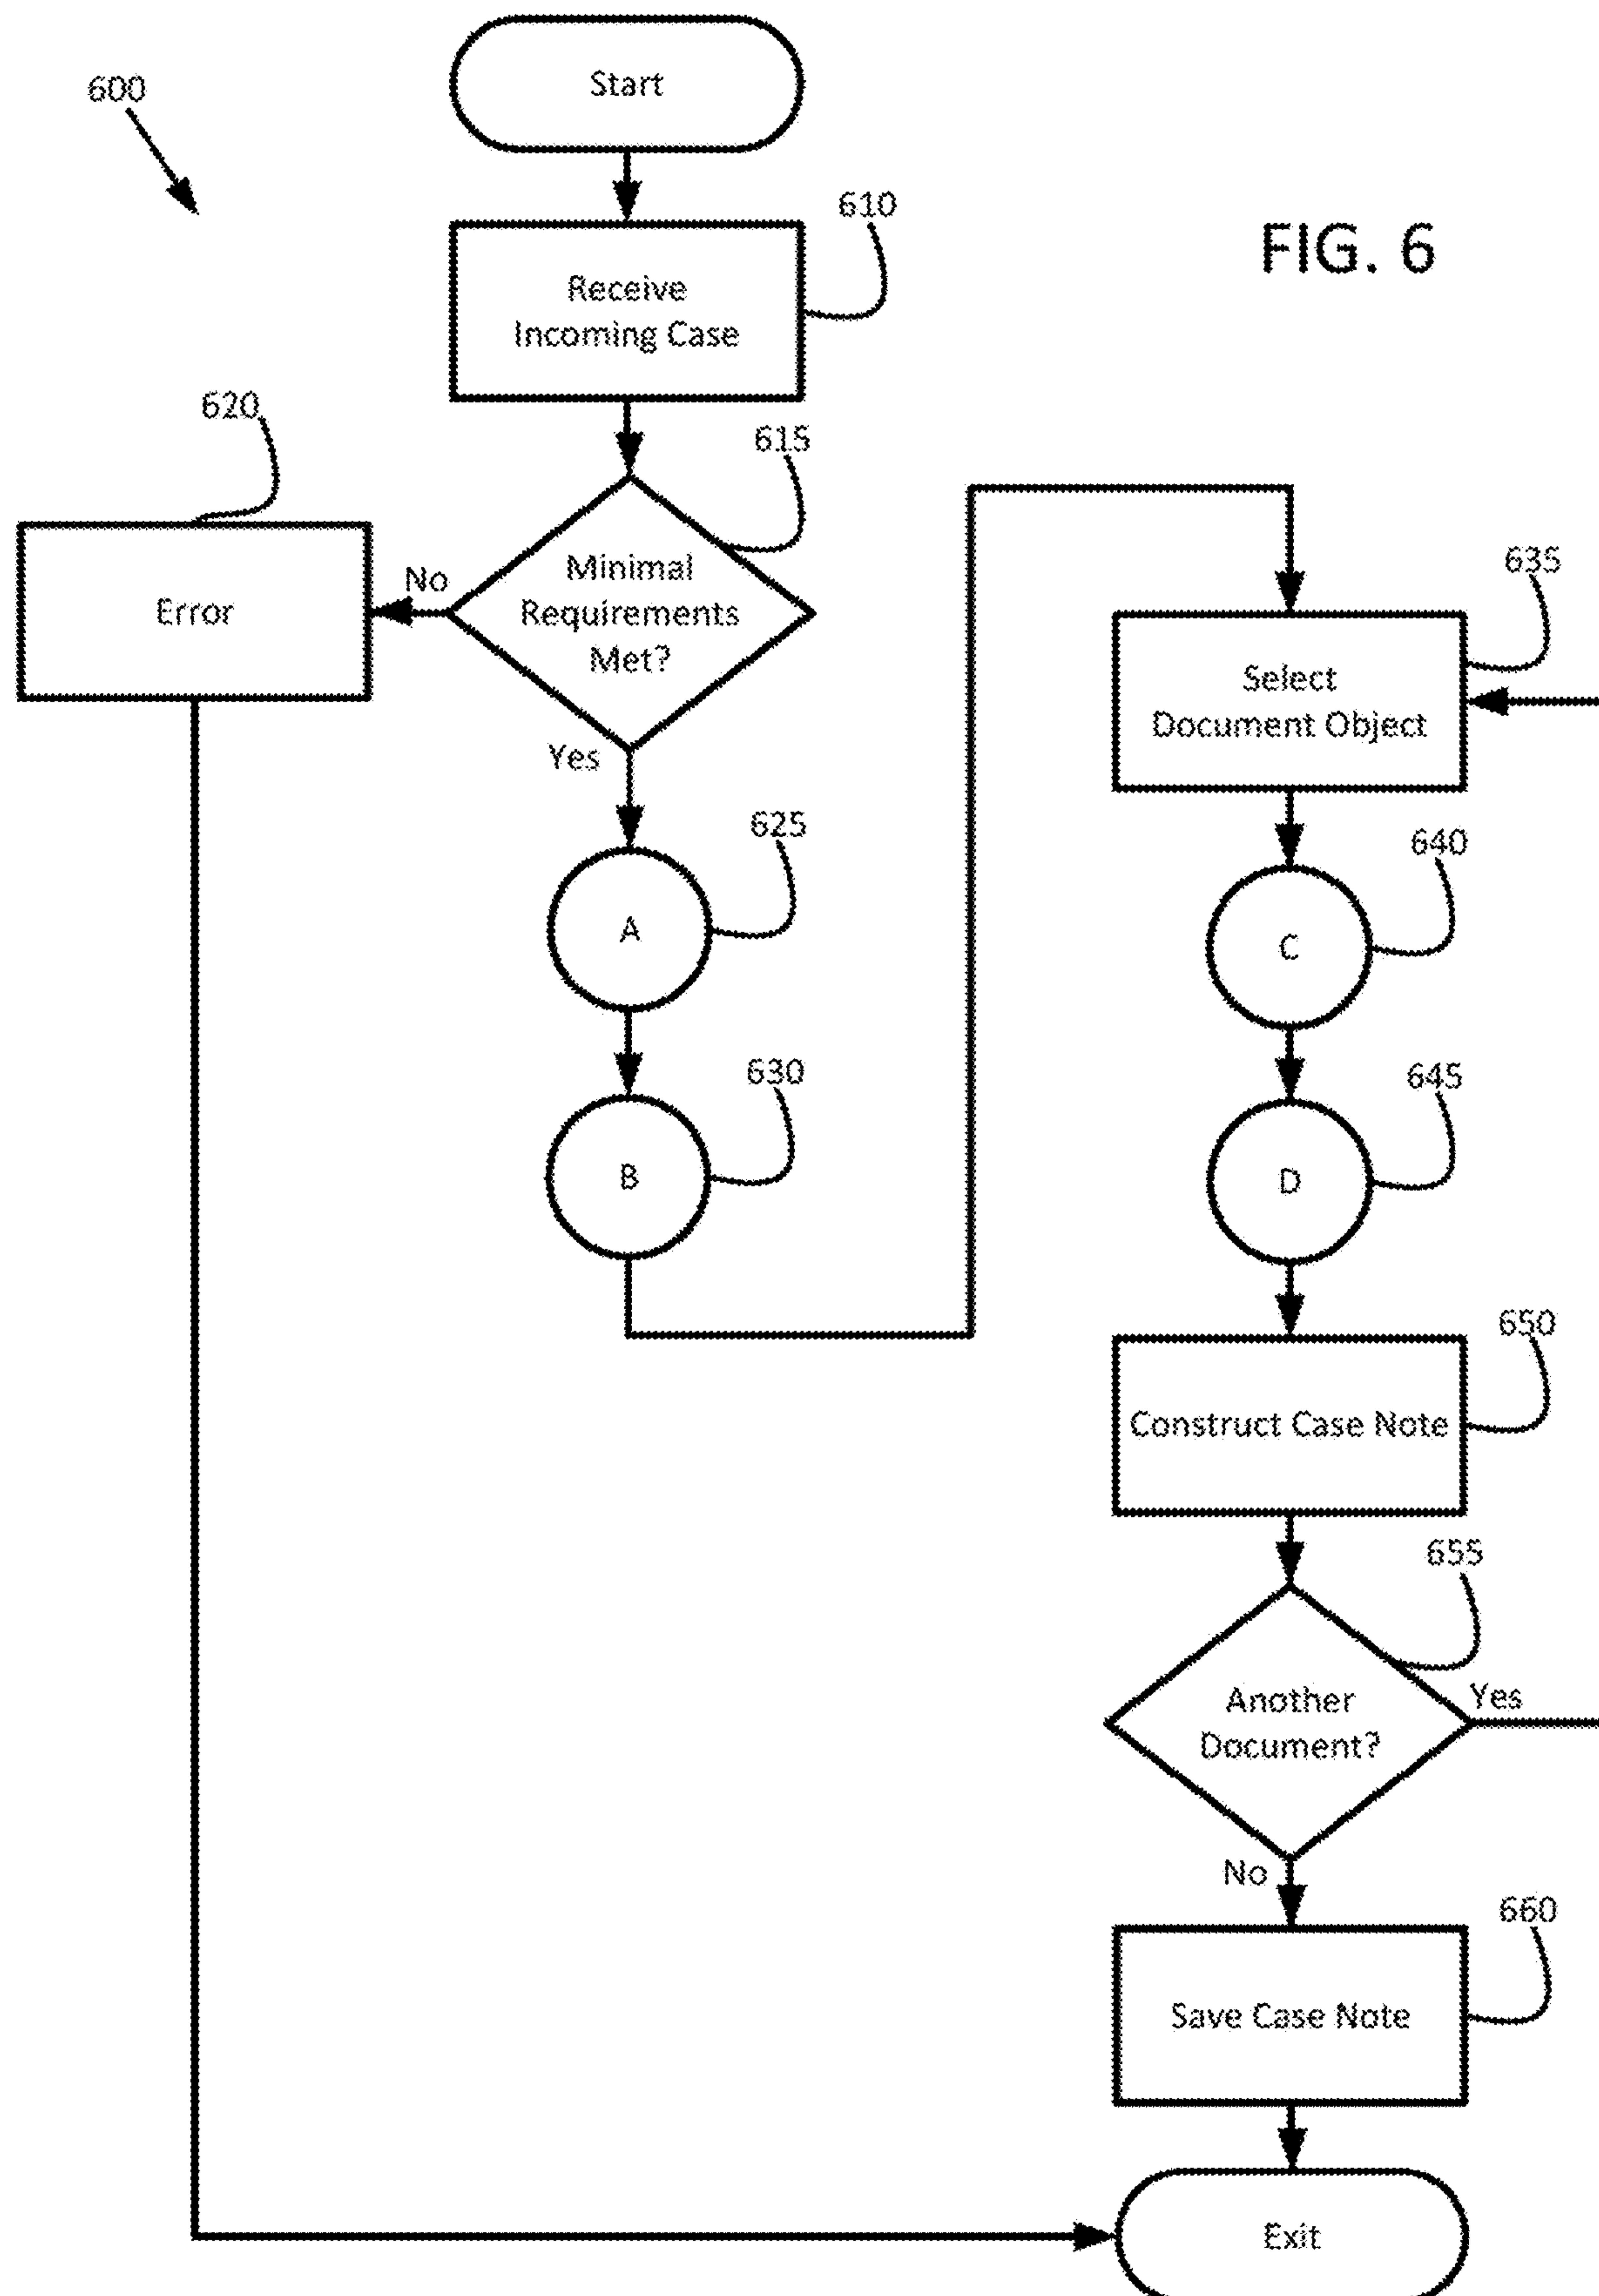 600
Start
610
FIG. 6
Receive
Incoming Case
620
615
Error
No
Minimal
Requirements
Met?
Yes
625
A
630
B
635
Select
Document Object
640
C
645
D
650
Construct Case Note
655
Another
Document?
Yes
No
660
Save Case Note
Exit